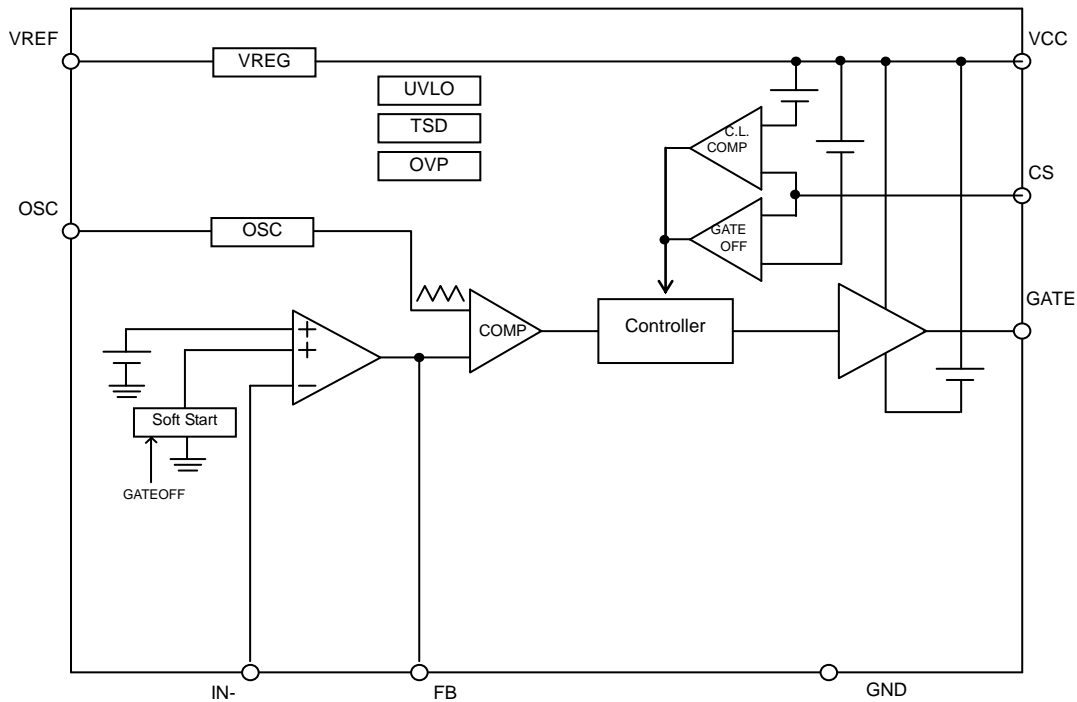 VREF
VCC
VREG
UVLO
TSD
OVP
C.L.
COMP
CS
OSC
OSC
GATE
OFF
GATE
COMP
Controller
Soft Start
GATEOFF
IN-
FB
GND